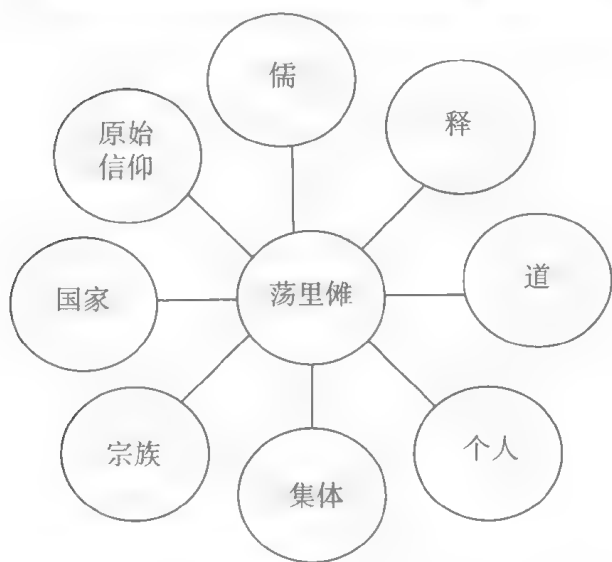 儒
释
原始
信仰
道
国家
荡里傩
宗族
个人
集体